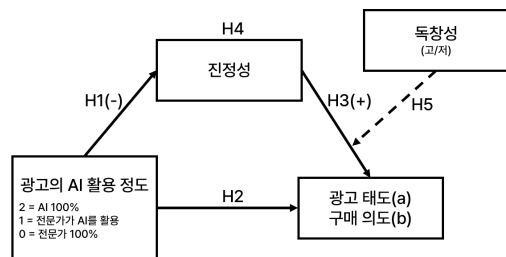 H4
독창성
(고/저)
진정성
H1(-)
H3(+)
H5
광고의 AI 활용 정도
2 = AI 100%
1 = 전문가가 AI를 활용
0 = 전문가 100%
H2
광고 태도(a)
구매 의도(b)